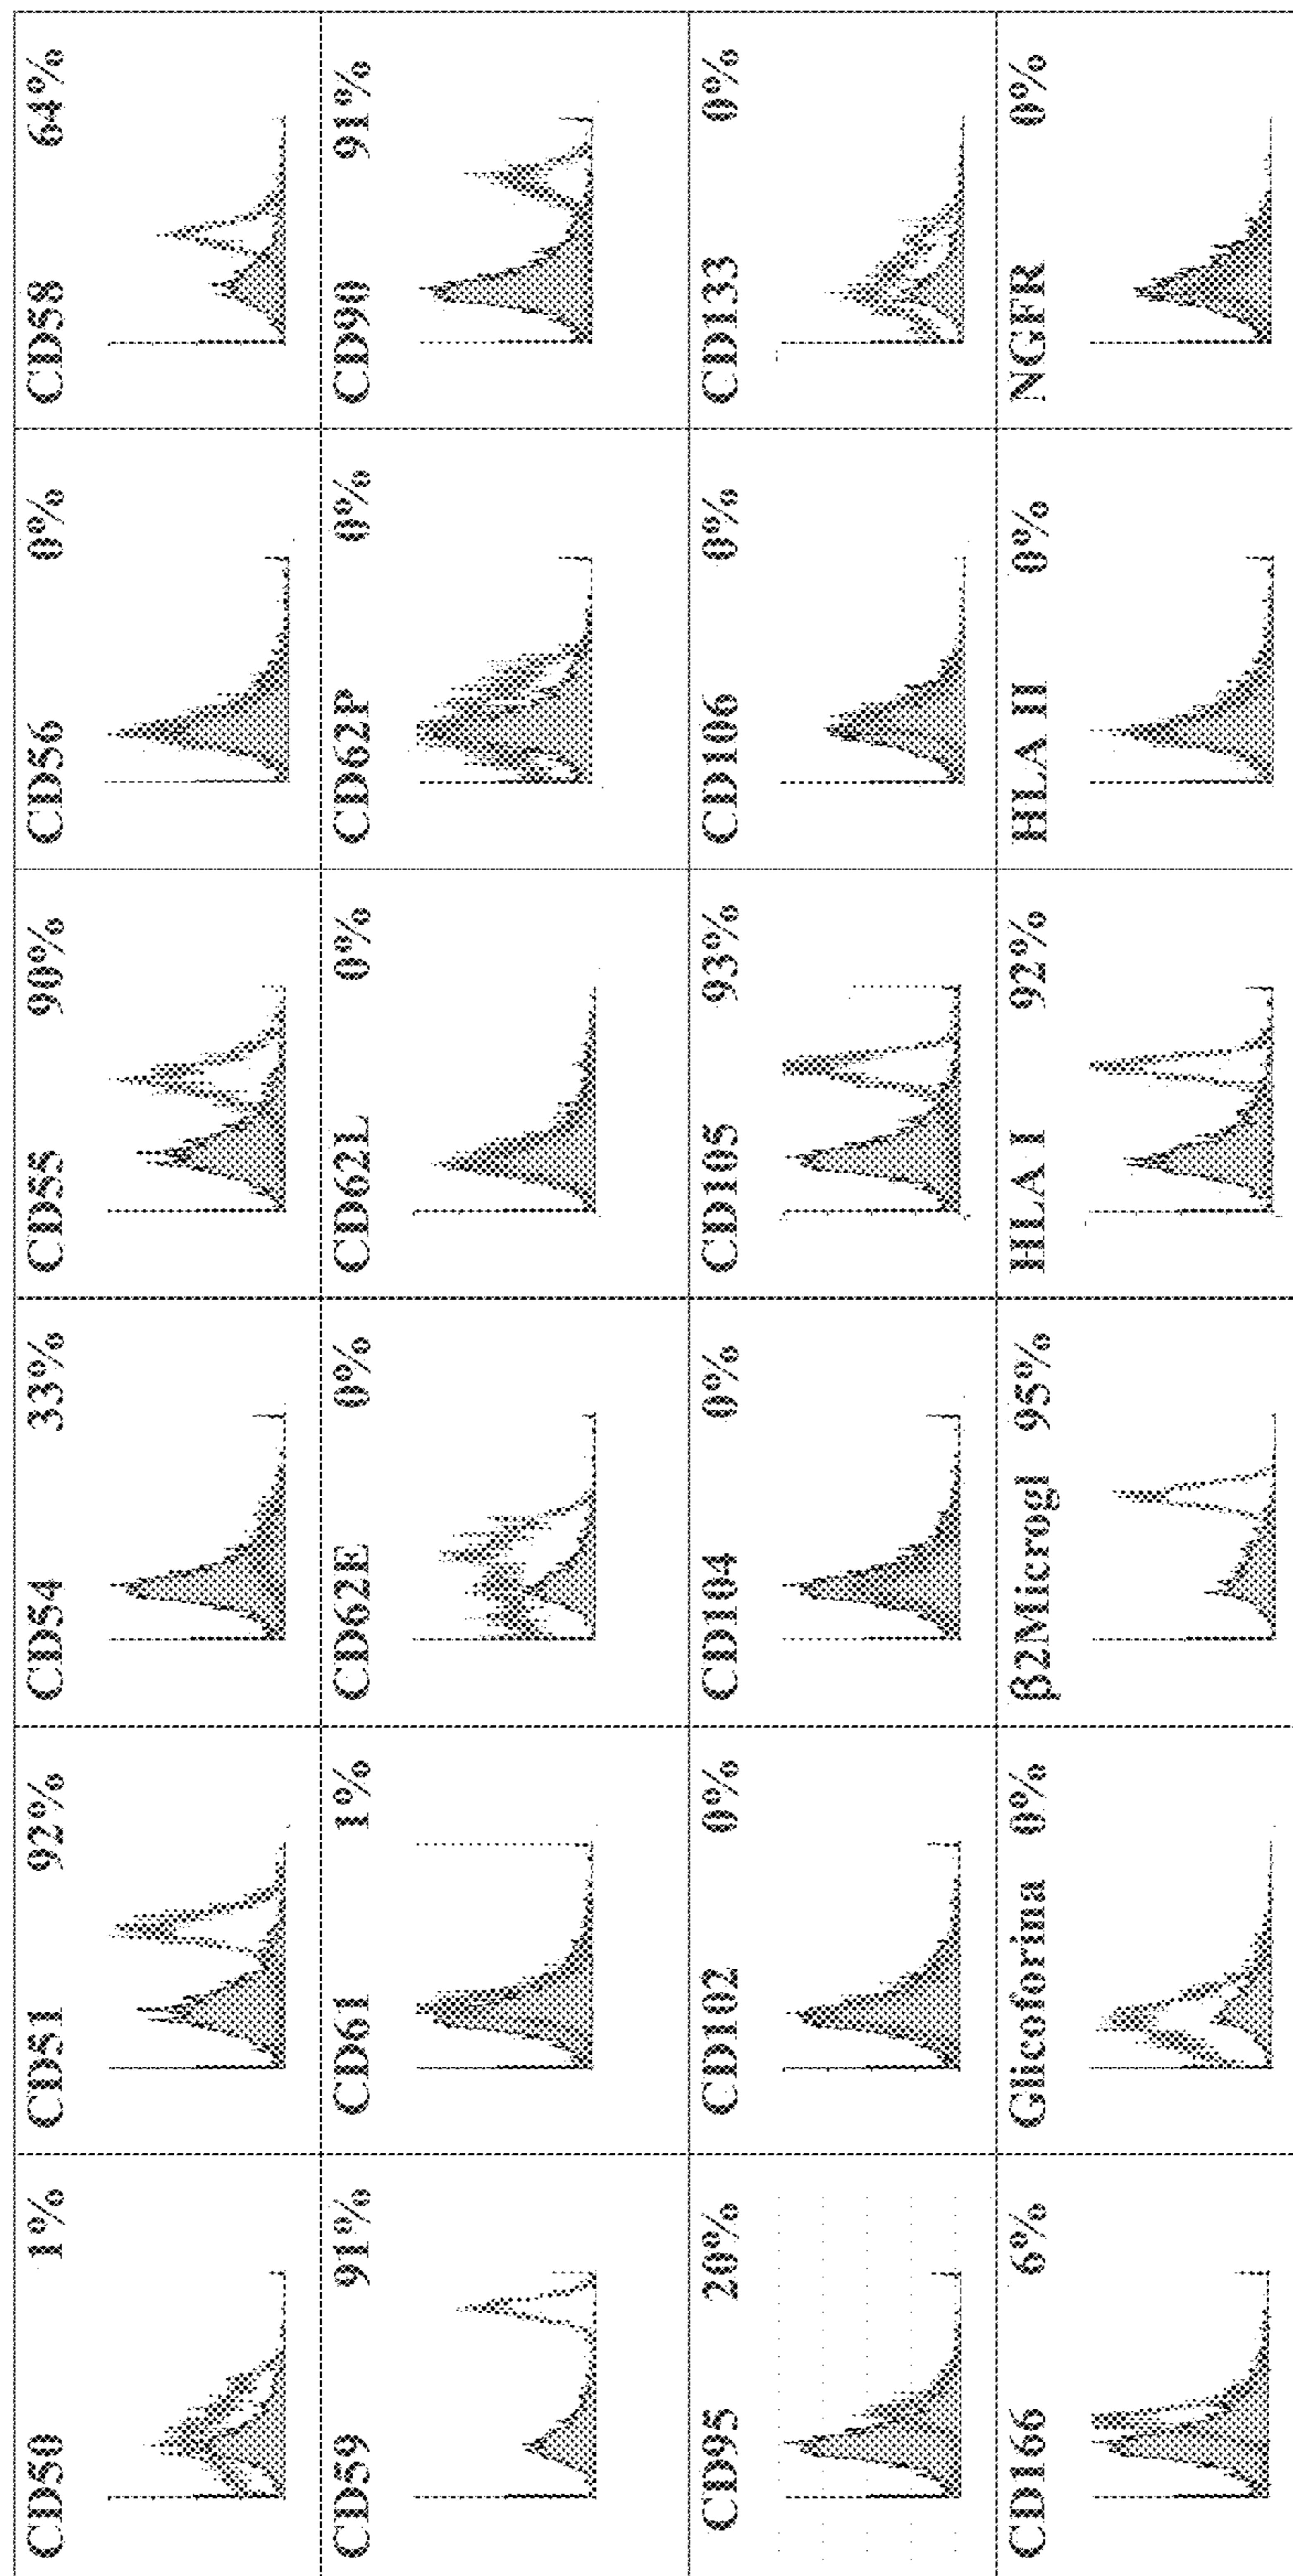 CD50 1%
CD51 92%
CD54 33%
CD55 90%
CD56 0%
CD58 64%
CD59 91%
CD61 1%
CD62E 0%
CD62L 0%
CD62P 0%
CD90 91%
CD95 20%
CD102 0%
CD104 0%
CD105 93%
CD106 0%
CD133 0%
CD166 6%
Glicoforina 0%
β2Microgl 95%
HLA I 92%
HLA II 0%
NGFR 0%